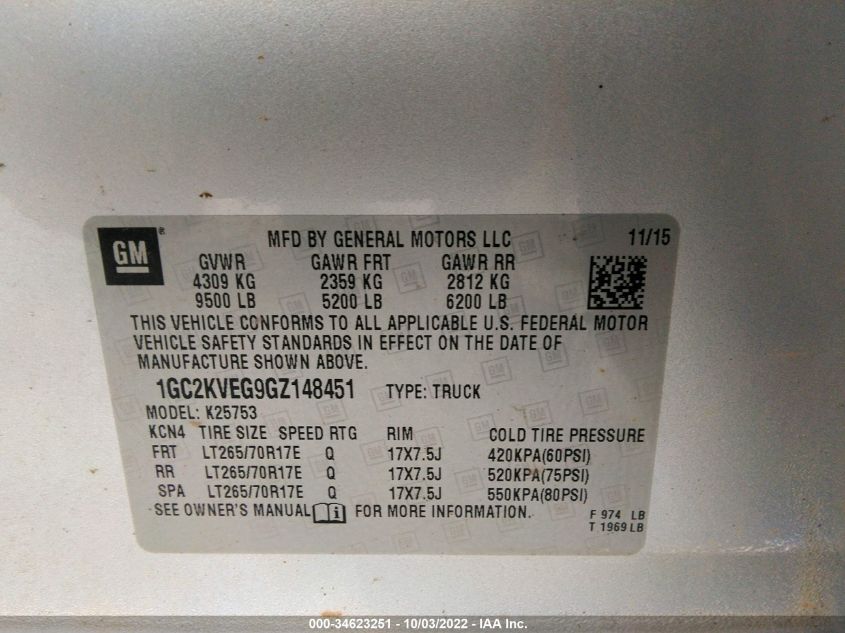 GM ® MFD BY GENERAL MOTORS LLC 11/15
GVWR GAWR FRT GAWR RR
4309 KG 2359 KG 2812 KG
9500 LB 5200 LB 6200 LB
THIS VEHICLE CONFORMS TO ALL APPLICABLE U.S. FEDERAL MOTOR
VEHICLE SAFETY STANDARDS IN EFFECT ON THE DATE OF
MANUFACTURE SHOWN ABOVE.
1GC2KVEG9GZ148451 TYPE: TRUCK
MODEL: K25753
KCN4 TIRE SIZE SPEED RTG RIM COLD TIRE PRESSURE
FRT LT265/70R17E Q 17X7.5J 420KPA(60PSI)
RR LT265/70R17E Q 17X7.5J 520KPA(75PSI)
SPA LT265/70R17E Q 17X7.5J 550KPA(80PSI)
SEE OWNER'S MANUAL FOR MORE INFORMATION.
F 974 LB
T 1969 LB
000-34623251 - 10/03/2022 - IAA Inc.